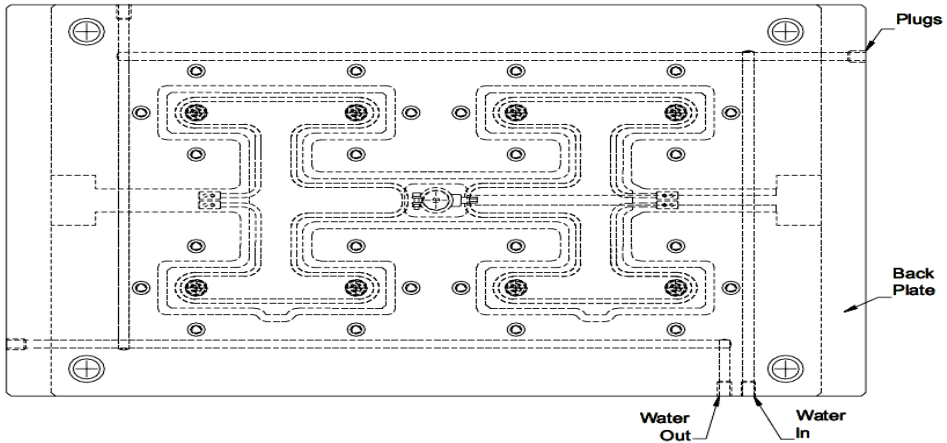 Plugs
Back
Plate
Water
Out
Water
In